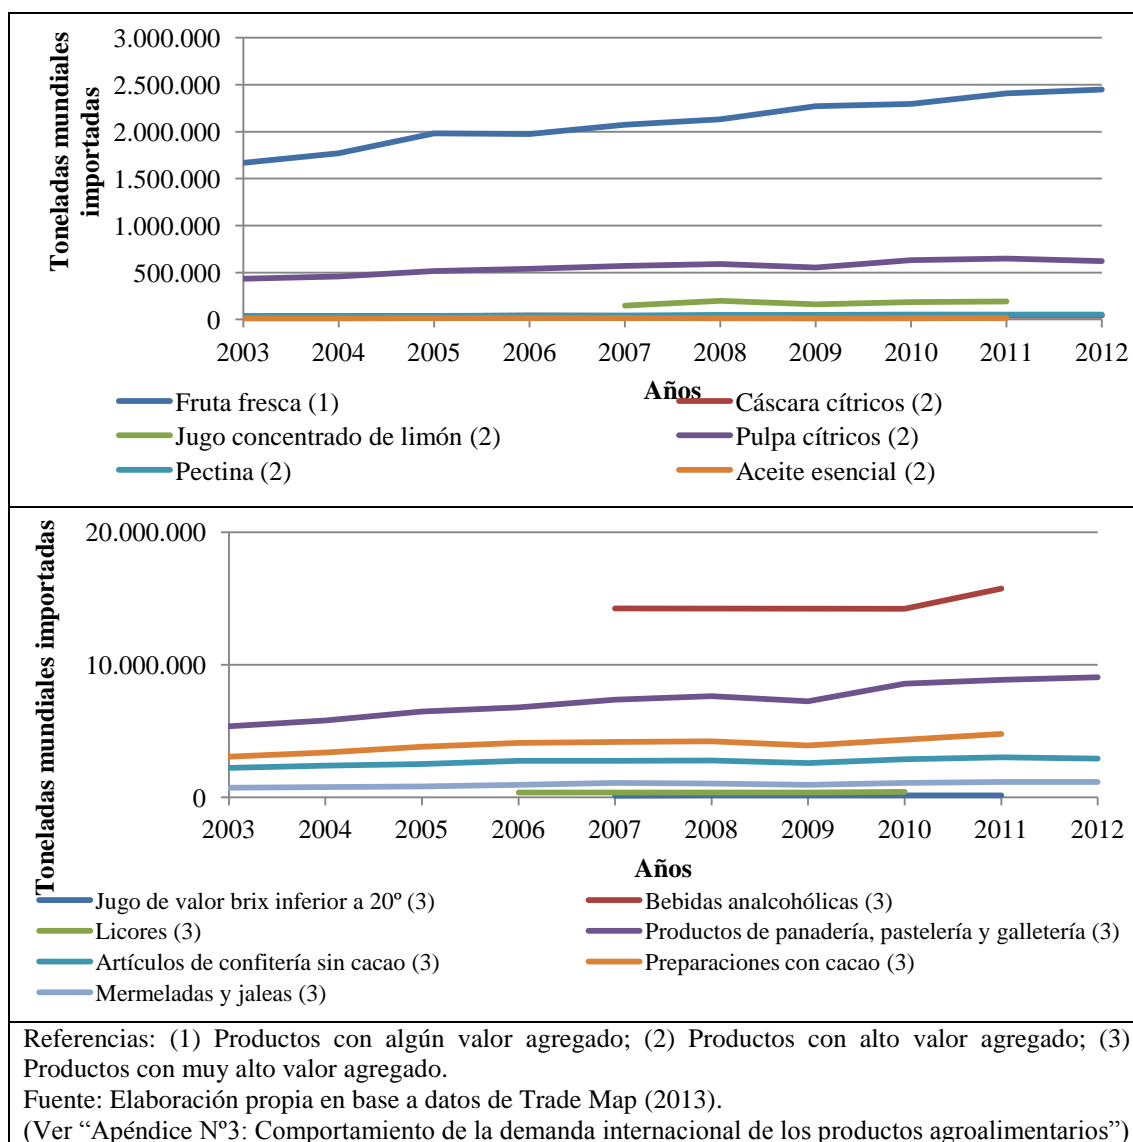 Toneladas mundiales
importadas
3.000.000
2.500.000
2.000.000
1.500.000
1.000.000
500.000
0
2003 2004 2005 2006 2007 2008 2009 2010 2011 2012
Años
Fruta fresca (1) Cáscara cítricos (2)
Jugo concentrado de limón (2) Pulpa cítricos (2)
Pectina (2) Aceite esencial (2)
Toneladas mundiales importadas
20.000.000
10.000.000
0
2003 2004 2005 2006 2007 2008 2009 2010 2011 2012
Años
Jugo de valor brix inferior a 20º (3) Bebidas analcohólicas (3)
Licores (3) Productos de panadería, pastelería y galletería (3)
Artículos de confitería sin cacao (3) Preparaciones con cacao (3)
Mermeladas y jaleas (3)
Referencias: (1) Productos con algún valor agregado; (2) Productos con alto valor agregado; (3)
Productos con muy alto valor agregado.
Fuente: Elaboración propia en base a datos de Trade Map (2013).
(Ver “Apéndice Nº3: Comportamiento de la demanda internacional de los productos agroalimentarios”)